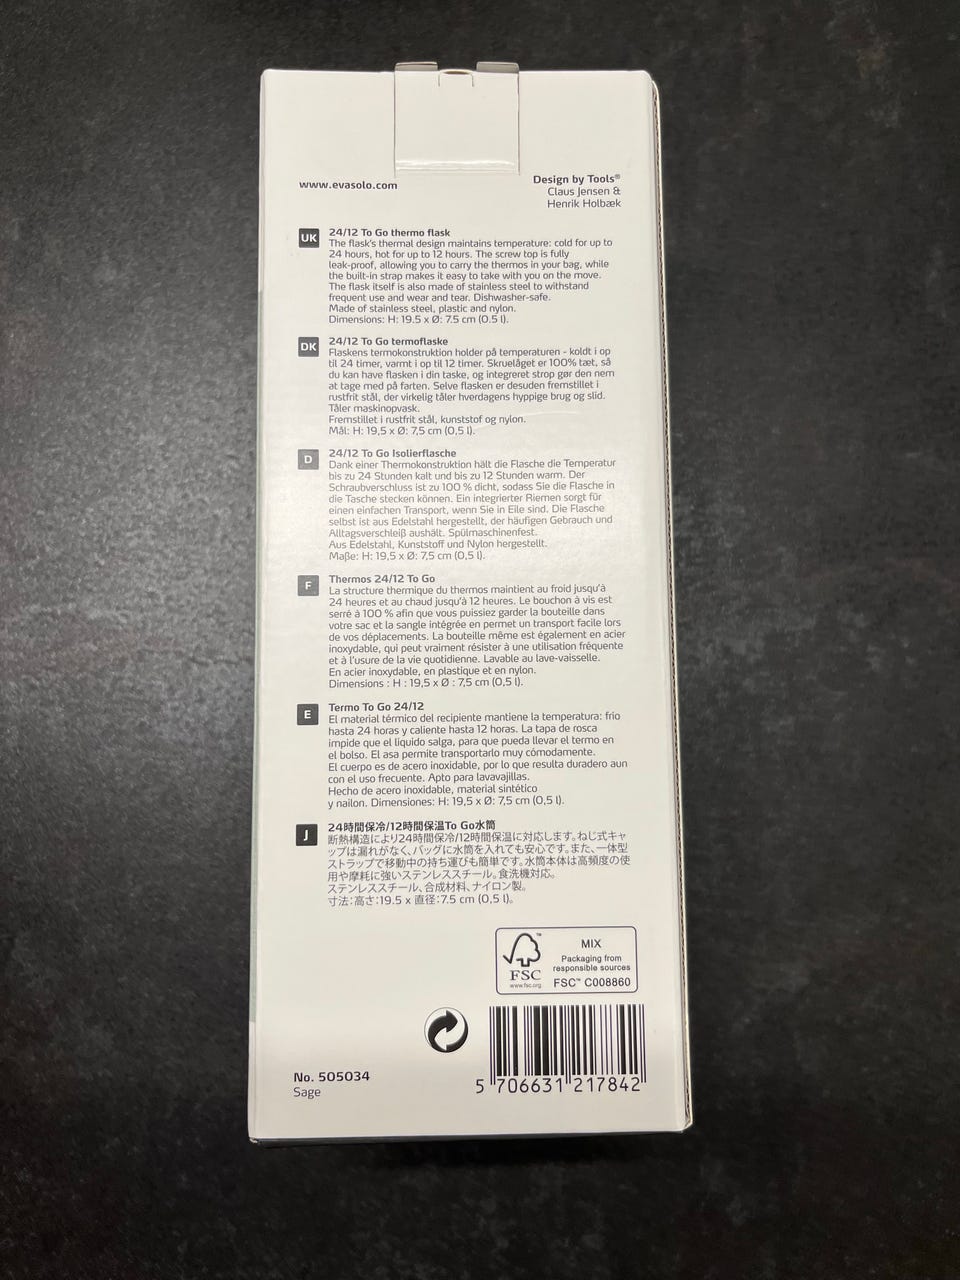 www.evasolo.com
Design by Tools®
Claus Jensen &
Henrik Holbæk
UK
24/12 To Go thermo flask
The flask's thermal design maintains temperature: cold for up to
24 hours, hot for up to 12 hours. The screw top is fully
leak-proof, allowing you to carry the thermos in your bag, while
the built-in strap makes it easy to take with you on the move.
The flask itself is also made of stainless steel to withstand
frequent use and wear and tear. Dishwasher-safe.
Made of stainless steel, plastic and nylon.
Dimensions: H: 19.5 x Ø: 7.5 cm (0.5 l).
DK
24/12 To Go termoflaske
Flaskens termokonstruktion holder på temperaturen - koldt i op
til 24 timer, varmt i op til 12 timer. Skruelåget er 100% tæt, så
du kan have flasken i din taske, og integreret strop gør den nem
at tage med på farten. Selve flasken er desuden fremstillet i
rustfrit stål, der virkelig tåler hverdagens hyppige brug og slid.
Tåler maskinopvask.
Fremstillet i rustfrit stål, kunststof og nylon.
Mål: H: 19,5 x Ø: 7,5 cm (0,5 l).
D
24/12 To Go Isolierflasche
Dank einer Thermokonstruktion hält die Flasche die Temperatur
bis zu 24 Stunden kalt und bis zu 12 Stunden warm. Der
Schraubverschluss ist zu 100 % dicht, sodass Sie die Flasche in
die Tasche stecken können. Ein integrierter Riemen sorgt für
einen einfachen Transport, wenn Sie in Eile sind. Die Flasche
selbst ist aus Edelstahl hergestellt, der häufigen Gebrauch und
Alltagsverschleiß aushält. Spülmaschinenfest.
Aus Edelstahl, Kunststoff und Nylon hergestellt.
Maße: H: 19,5 x Ø: 7,5 cm (0,5 l).
F
Thermos 24/12 To Go
La structure thermique du thermos maintient au froid jusqu'à
24 heures et au chaud jusqu'à 12 heures. Le bouchon à vis est
serré à 100 % afin que vous puissiez garder la bouteille dans
votre sac et la sangle intégrée en permet un transport facile lors
de vos déplacements. La bouteille même est également en acier
inoxydable, qui peut vraiment résister à une utilisation fréquente
et à l'usure de la vie quotidienne. Lavable au lave-vaisselle.
En acier inoxydable, en plastique et en nylon.
Dimensions : H : 19,5 x Ø : 7,5 cm (0,5 l).
E
Termo To Go 24/12
El material térmico del recipiente mantiene la temperatura: frio
hasta 24 horas y caliente hasta 12 horas. La tapa de rosca
impide que el liquido salga, para que pueda llevar el termo en
el bolso. El asa permite transportarlo muy cómodamente.
El cuerpo es de acero inoxidable, por lo que resulta duradero aun
con el uso frecuente. Apto para lavavajillas.
Hecho de acero inoxidable, material sintético
y nailon. Dimensiones: H: 19,5 x Ø: 7,5 cm (0,5 l).
J
24時間保冷/12時間保温To Go水筒
断熱構造により24時間保冷/12時間保温に対応します。ねじ式キャ
ップは漏れがなく、バッグに水筒を入れても安心です。また、一体型
ストラップで移動中の持ち運びも簡単です。水筒本体は高頻度の使
用や摩耗に強いステンレススチール。食洗機対応。
ステンレススチール、合成材料、ナイロン製。
寸法:高さ:19.5 x 直径:7.5 cm (0,5 l)。
FSC
www.fsc.org
MIX
Packaging from
responsible sources
FSC™ C008860
No. 505034
Sage
5 706631 217842